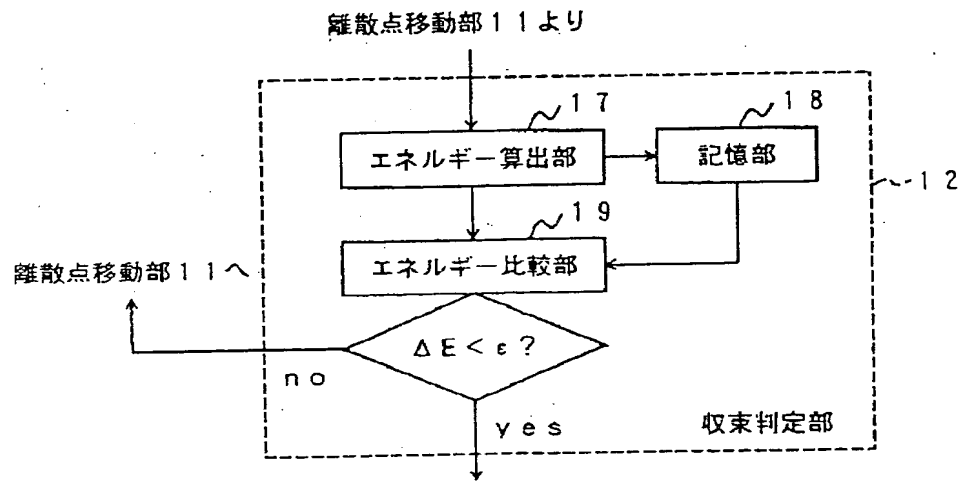 離散点移動部11より
17
18
エネルギー算出部
記憶部
12
19
エネルギー比較部
離散点移動部11へ
ΔE<ε?
no
yes
収束判定部